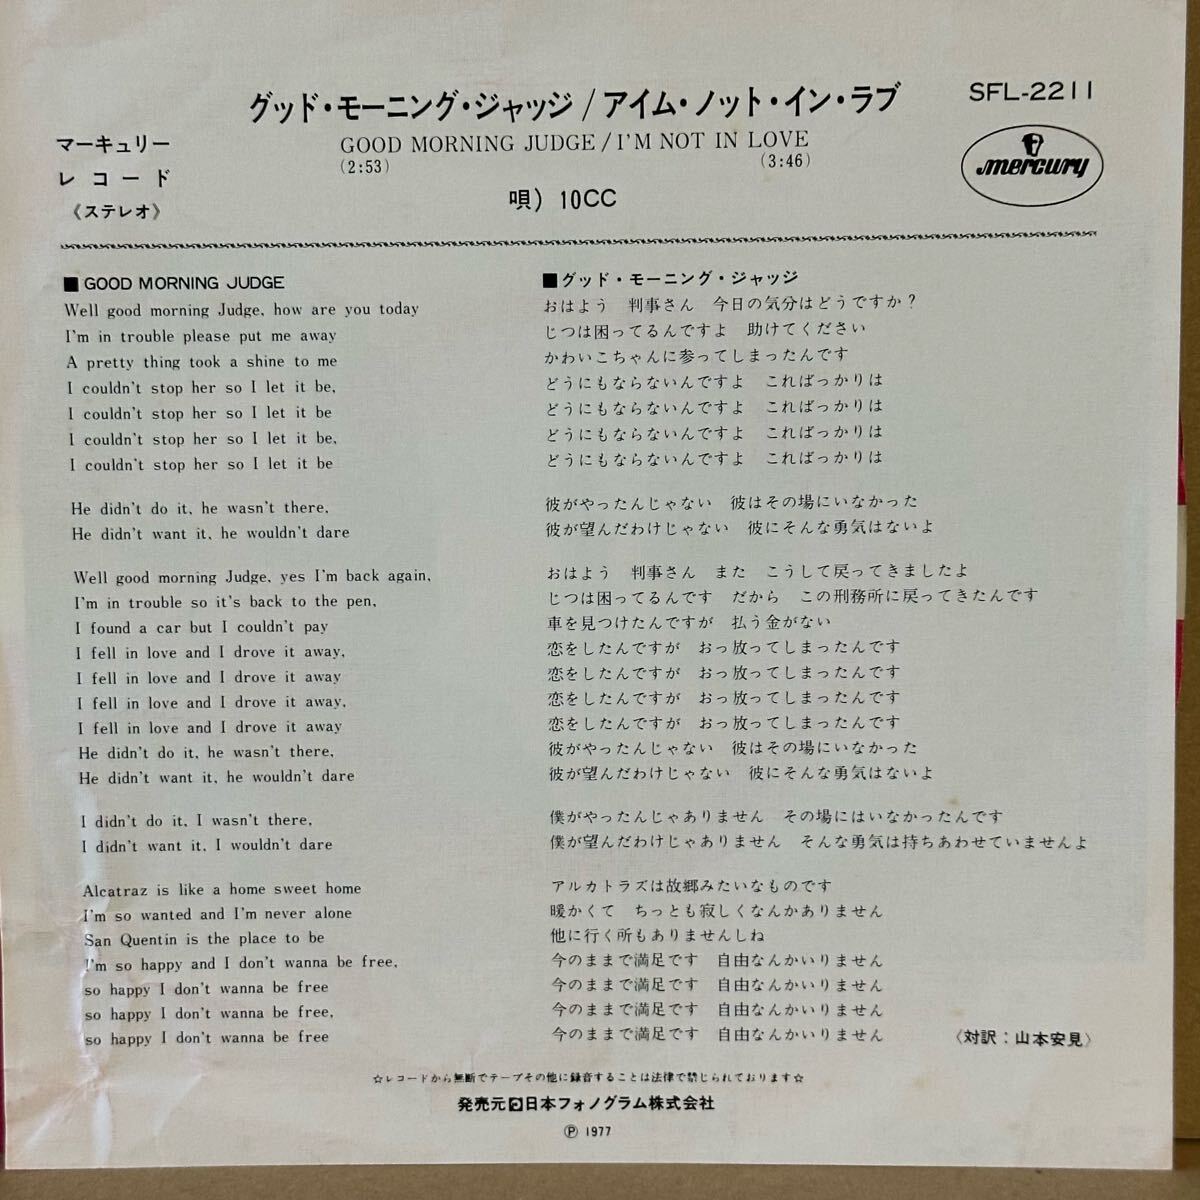 グッド・モーニング・ジャッジ / アイム・ノット・イン・ラブ
SFL-2211
マーキュリー
レコード
《ステレオ》
GOOD MORNING JUDGE / I'M NOT IN LOVE
(2:53)
(3:46)
mercury
唄) 10CC
■ GOOD MORNING JUDGE
Well good morning Judge, how are you today
I'm in trouble please put me away
A pretty thing took a shine to me
I couldn't stop her so I let it be,
I couldn't stop her so I let it be
I couldn't stop her so I let it be,
I couldn't stop her so I let it be
He didn't do it, he wasn't there,
He didn't want it, he wouldn't dare
Well good morning Judge, yes I'm back again,
I'm in trouble so it's back to the pen,
I found a car but I couldn't pay
I fell in love and I drove it away,
I fell in love and I drove it away
I fell in love and I drove it away,
I fell in love and I drove it away
He didn't do it, he wasn't there,
He didn't want it, he wouldn't dare
I didn't do it, I wasn't there,
I didn't want it, I wouldn't dare
Alcatraz is like a home sweet home
I'm so wanted and I'm never alone
San Quentin is the place to be
I'm so happy and I don't wanna be free,
so happy I don't wanna be free
so happy I don't wanna be free,
so happy I don't wanna be free
■グッド・モーニング・ジャッジ
おはよう 判事さん 今日の気分はどうですか?
じつは困ってるんですよ 助けてください
かわいこちゃんに参ってしまったんです
どうにもならないんですよ こればっかりは
どうにもならないんですよ こればっかりは
どうにもならないんですよ こればっかりは
どうにもならないんですよ こればっかりは
彼がやったんじゃない 彼はその場にいなかった
彼が望んだわけじゃない 彼にそんな勇気はないよ
おはよう 判事さん また こうして戻ってきましたよ
じつは困ってるんです だから この刑務所に戻ってきたんです
車を見つけたんですが 払う金がない
恋をしたんですが おっ放ってしまったんです
恋をしたんですが おっ放ってしまったんです
恋をしたんですが おっ放ってしまったんです
恋をしたんですが おっ放ってしまったんです
彼がやったんじゃない 彼はその場にいなかった
彼が望んだわけじゃない 彼にそんな勇気はないよ
僕がやったんじゃありません その場にはいなかったんです
僕が望んだわけじゃありません そんな勇気は持ちあわせていませんよ
アルカトラズは故郷みたいなものです
暖かくて ちっとも寂しくなんかありません
他に行く所もありませんしね
今のままで満足です 自由なんかいりません
今のままで満足です 自由なんかいりません
今のままで満足です 自由なんかいりません
今のままで満足です 自由なんかいりません
〈対訳:山本安見〉
☆レコードから無断でテープその他に録音することは法律で禁じられております☆
発売元 日本フォノグラム株式会社
Ⓟ 1977